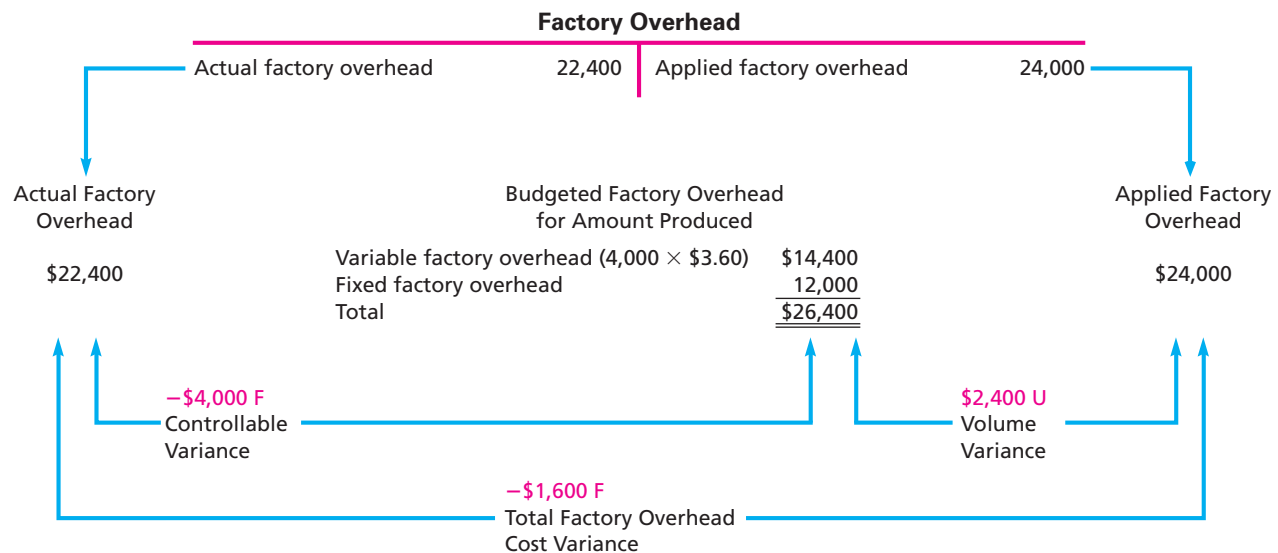 Factory Overhead
Actual factory overhead 22,400 Applied factory overhead 24,000
Actual Factory
Overhead
$22,400
Budgeted Factory Overhead
for Amount Produced
Variable factory overhead (4,000 × $3.60) $14,400
Fixed factory overhead 12,000
Total $26,400
Applied Factory
Overhead
$24,000
−$4,000 F
Controllable
Variance
$2,400 U
Volume
Variance
−$1,600 F
Total Factory Overhead
Cost Variance